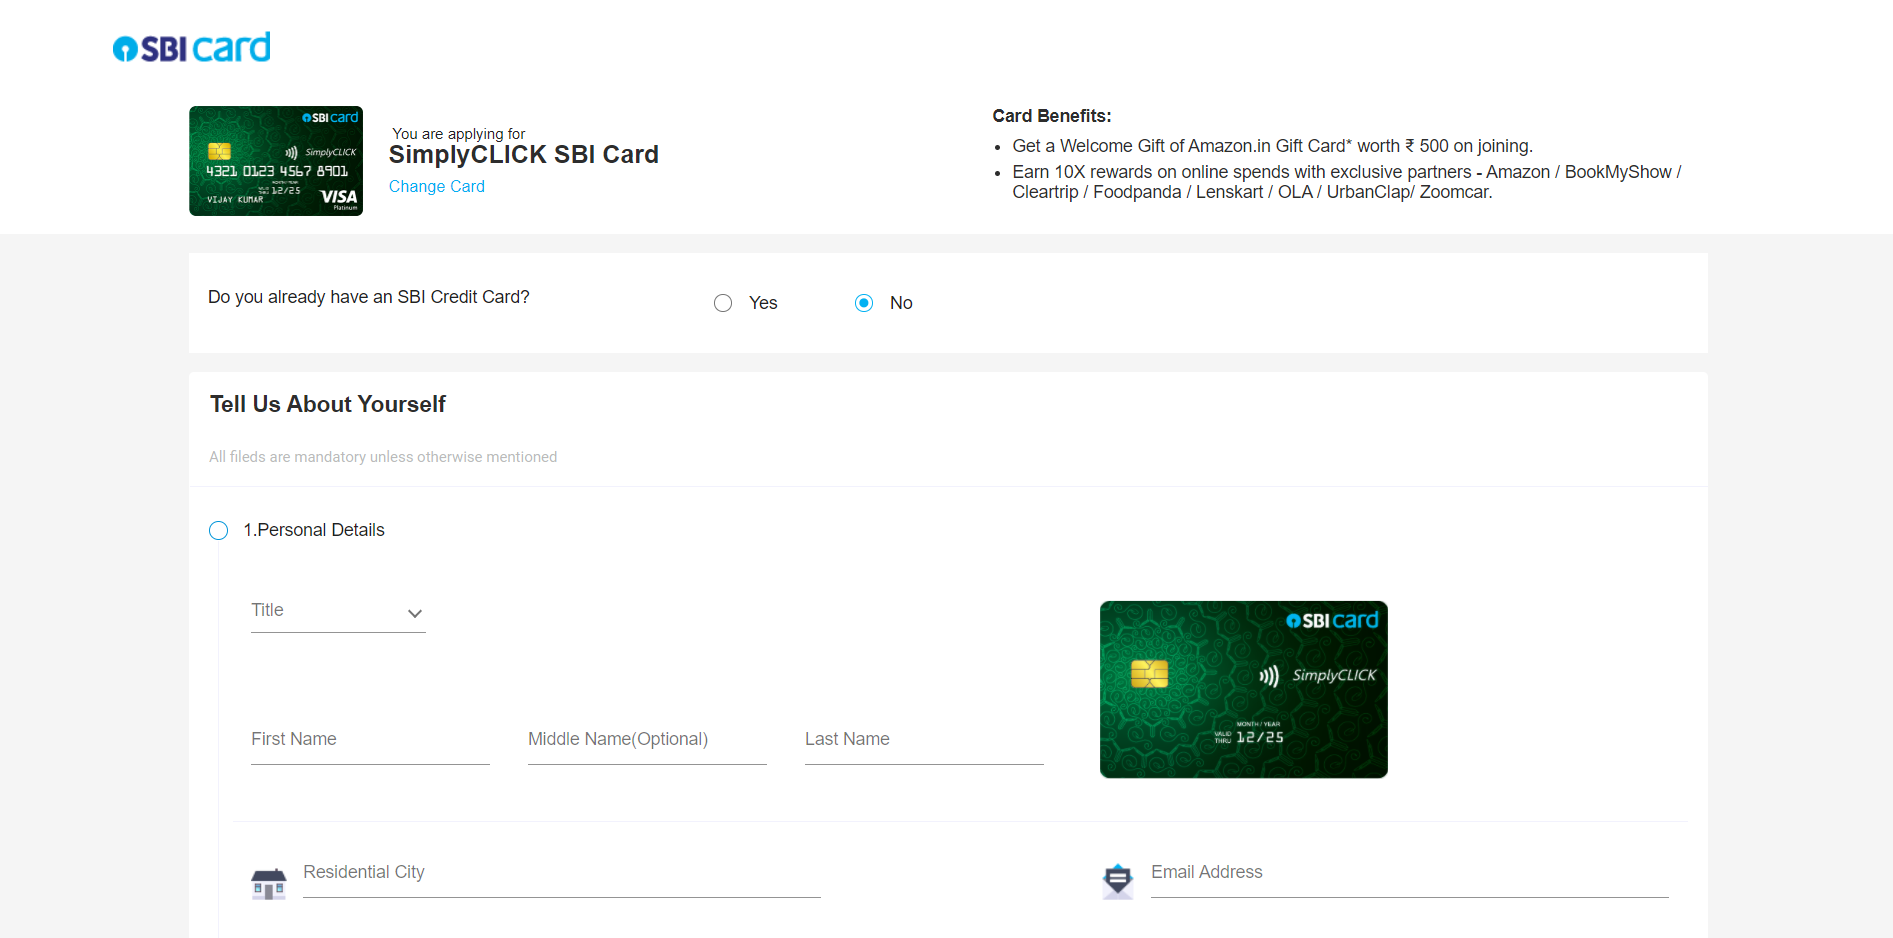 SBI card
SBI card
SimplyCLICK
4321 0123 4567 8901
MONTH / YEAR
VALID THRU 12/25
VIJAY KUMAR
VISA
Platinum
You are applying for
SimplyCLICK SBI Card
Change Card
Card Benefits:
Get a Welcome Gift of Amazon.in Gift Card* worth ₹ 500 on joining.
Earn 10X rewards on online spends with exclusive partners - Amazon / BookMyShow /
Cleartrip / Foodpanda / Lenskart / OLA / UrbanClap/ Zoomcar.
Do you already have an SBI Credit Card?
Yes
No
Tell Us About Yourself
All fileds are mandatory unless otherwise mentioned
1.Personal Details
Title
First Name
Middle Name(Optional)
Last Name
SBI card
SimplyCLICK
MONTH / YEAR
VALID THRU 12/25
Residential City
Email Address